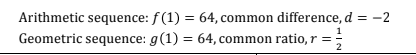 Arithmetic sequence: f(1) = 64, common difference, d = −2
Geometric sequence: g(1) = 64, common ratio, r = 1/2